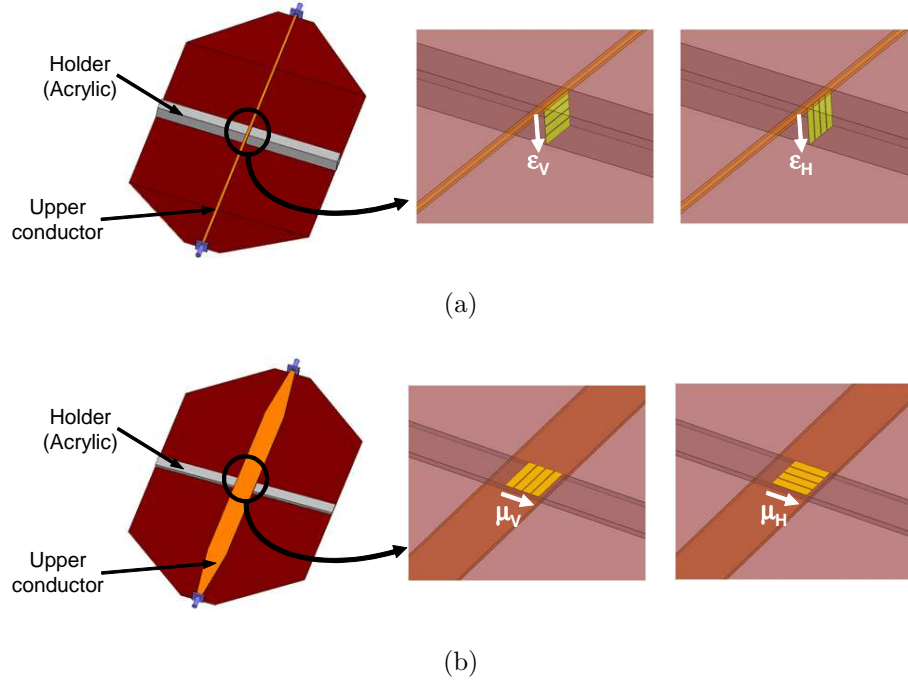 Holder
(Acrylic)
Upper
conductor
εV
εH
(a)
Holder
(Acrylic)
Upper
conductor
μV
μH
(b)